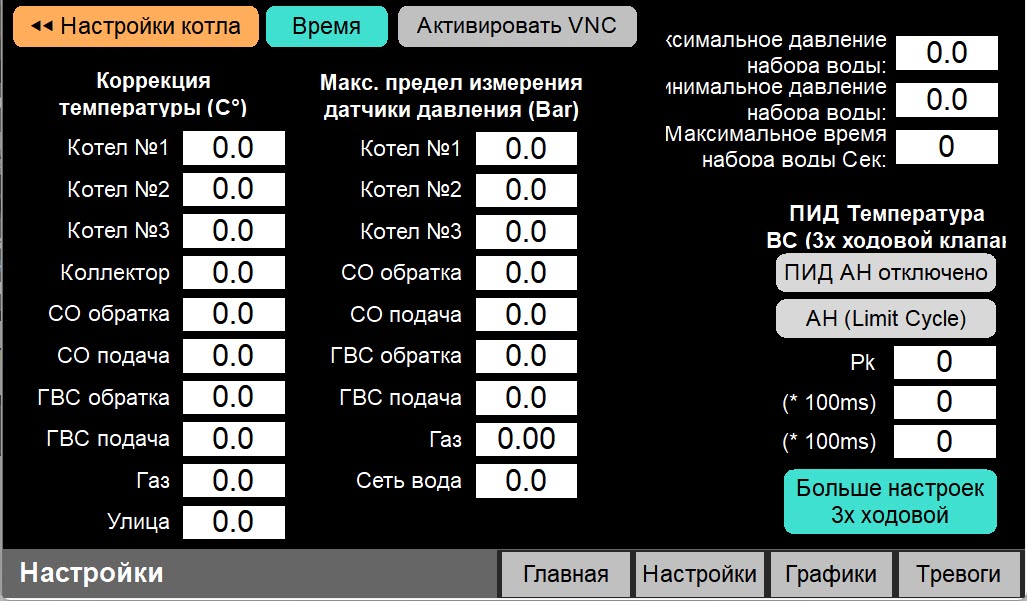 ◄◄ Настройки котла
Время
Активировать VNC
Коррекция
температуры (C°)
Котел №1 0.0
Котел №2 0.0
Котел №3 0.0
Коллектор 0.0
СО обратка 0.0
СО подача 0.0
ГВС обратка 0.0
ГВС подача 0.0
Газ 0.0
Улица 0.0
Макс. предел измерения
датчики давления (Bar)
Котел №1 0.0
Котел №2 0.0
Котел №3 0.0
СО обратка 0.0
СО подача 0.0
ГВС обратка 0.0
ГВС подача 0.0
Газ 0.00
Сеть вода 0.0
ксимальное давление
набора воды: 0.0
инимальное давление
набора воды: 0.0
Максимальное время
набора воды Сек: 0
ПИД Температура
ВС (3х ходовой клапан
ПИД АН отключено
АН (Limit Cycle)
Pk 0
(* 100ms) 0
(* 100ms) 0
Больше настроек
3х ходовой
Настройки
Главная
Настройки
Графики
Тревоги